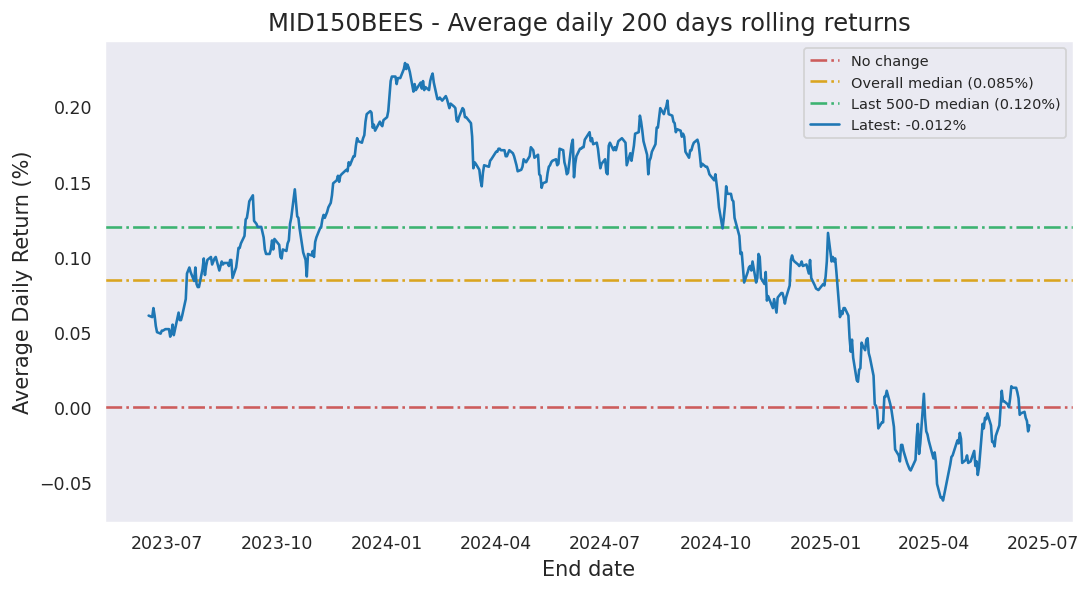 MID150BEES - Average daily 200 days rolling returns
No change
Overall median (0.085%)
Last 500-D median (0.120%)
Latest: -0.012%
Average Daily Return (%)
0.20
0.15
0.10
0.05
0.00
−0.05
2023-07 2023-10 2024-01 2024-04 2024-07 2024-10 2025-01 2025-04 2025-07
End date